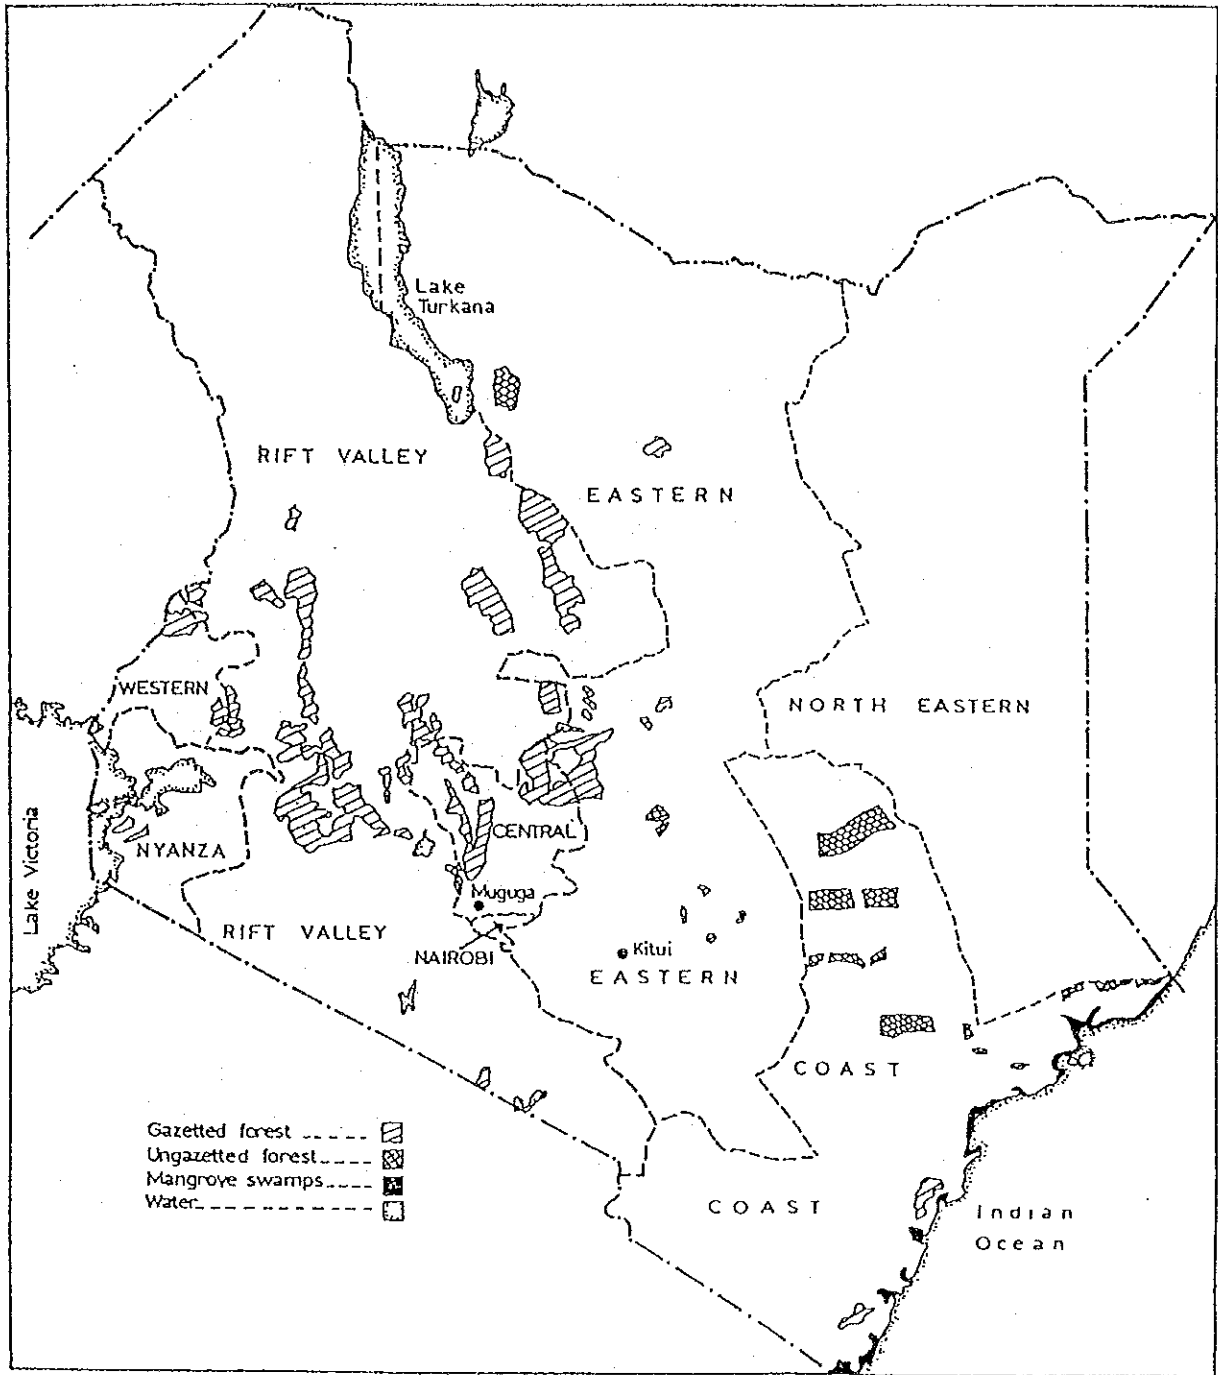 Lake
Turkana
RIFT VALLEY
EASTERN
WESTERN
NORTH EASTERN
Lake Victoria
NYANZA
CENTRAL
Muguga
RIFT VALLEY
NAIROBI
Kitui
EASTERN
COAST
Gazetted forest
Ungazetted forest
Mangrove swamps
Water
COAST
Indian
Ocean